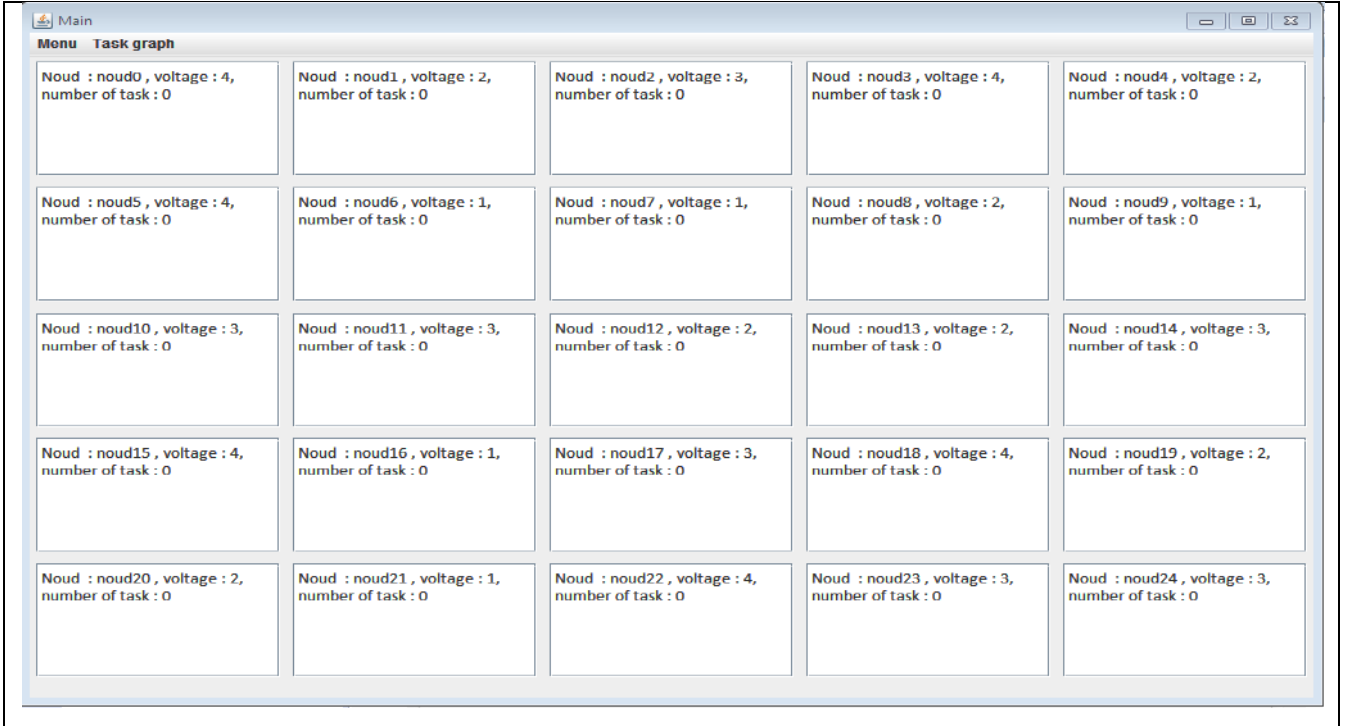 Main
Menu Task graph
Noud : noud0 , voltage : 4,
number of task : 0
Noud : noud1 , voltage : 2,
number of task : 0
Noud : noud2 , voltage : 3,
number of task : 0
Noud : noud3 , voltage : 4,
number of task : 0
Noud : noud4 , voltage : 2,
number of task : 0
Noud : noud5 , voltage : 4,
number of task : 0
Noud : noud6 , voltage : 1,
number of task : 0
Noud : noud7 , voltage : 1,
number of task : 0
Noud : noud8 , voltage : 2,
number of task : 0
Noud : noud9 , voltage : 1,
number of task : 0
Noud : noud10 , voltage : 3,
number of task : 0
Noud : noud11 , voltage : 3,
number of task : 0
Noud : noud12 , voltage : 2,
number of task : 0
Noud : noud13 , voltage : 2,
number of task : 0
Noud : noud14 , voltage : 3,
number of task : 0
Noud : noud15 , voltage : 4,
number of task : 0
Noud : noud16 , voltage : 1,
number of task : 0
Noud : noud17 , voltage : 3,
number of task : 0
Noud : noud18 , voltage : 4,
number of task : 0
Noud : noud19 , voltage : 2,
number of task : 0
Noud : noud20 , voltage : 2,
number of task : 0
Noud : noud21 , voltage : 1,
number of task : 0
Noud : noud22 , voltage : 4,
number of task : 0
Noud : noud23 , voltage : 3,
number of task : 0
Noud : noud24 , voltage : 3,
number of task : 0